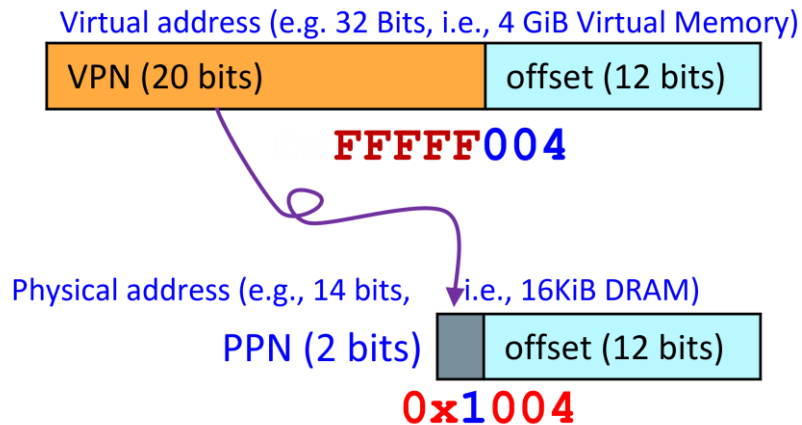 Virtual address (e.g. 32 Bits, i.e., 4 GiB Virtual Memory)
VPN (20 bits) offset (12 bits)
FFFFF004
Physical address (e.g., 14 bits, i.e., 16KiB DRAM)
PPN (2 bits) offset (12 bits)
0x1004